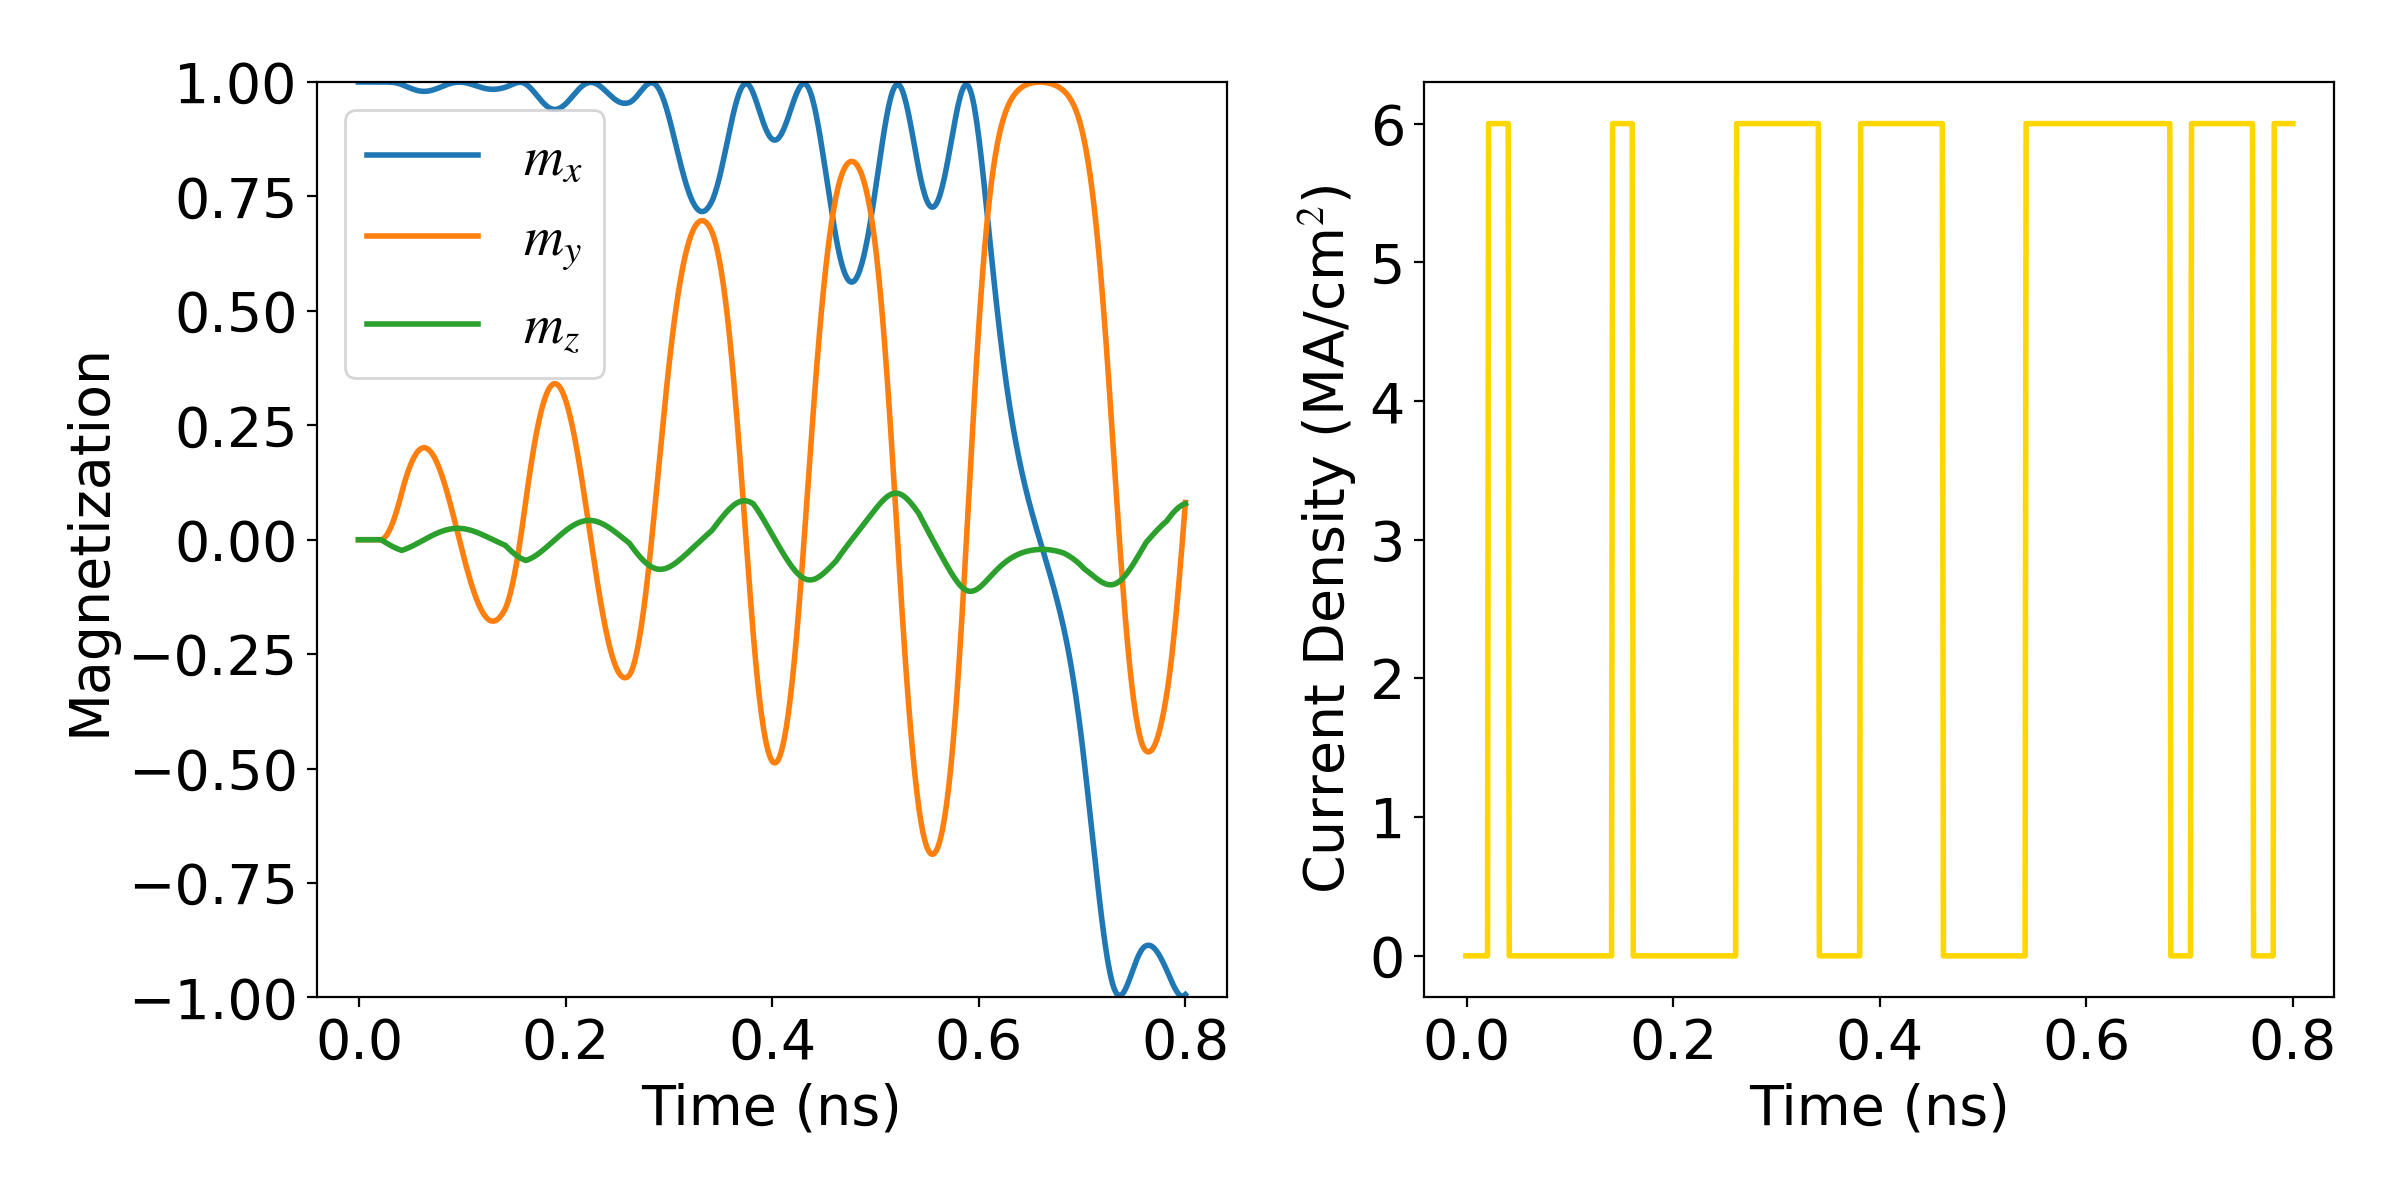 1.00
0.75
0.50
0.25
0.00
−0.25
−0.50
−0.75
−1.00
Magnetization
m_x
m_y
m_z
0.0 0.2 0.4 0.6 0.8
Time (ns)
6
5
4
3
2
1
0
Current Density (MA/cm²)
0.0 0.2 0.4 0.6 0.8
Time (ns)